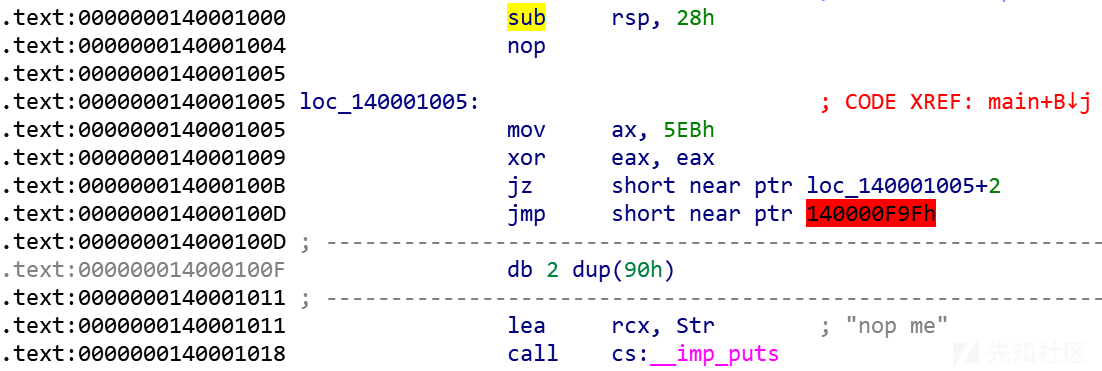 .text:0000000140001000 sub rsp, 28h
.text:0000000140001004 nop
.text:0000000140001005
.text:0000000140001005 loc_140001005: ; CODE XREF: main+B↓j
.text:0000000140001005 mov ax, 5EBh
.text:0000000140001009 xor eax, eax
.text:000000014000100B jz short near ptr loc_140001005+2
.text:000000014000100D jmp short near ptr 140000F9Fh
.text:000000014000100D ; ---------------------------------------------------------------
.text:000000014000100F db 2 dup(90h)
.text:0000000140001011 ; ---------------------------------------------------------------
.text:0000000140001011 lea rcx, Str ; "nop me"
.text:0000000140001018 call cs:__imp_puts
先知社区